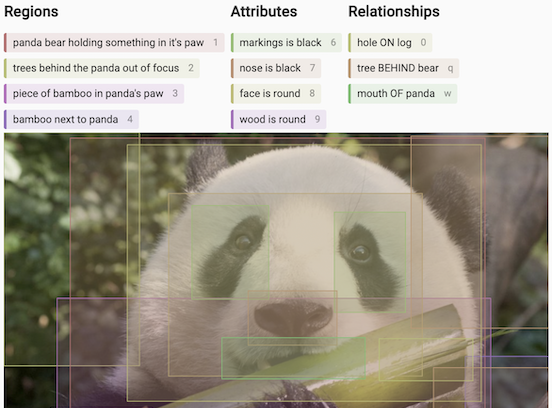 Regions
panda bear holding something in it's paw 1
trees behind the panda out of focus 2
piece of bamboo in panda's paw 3
bamboo next to panda 4
Attributes
markings is black 6
nose is black 7
face is round 8
wood is round 9
Relationships
hole ON log 0
tree BEHIND bear q
mouth OF panda w